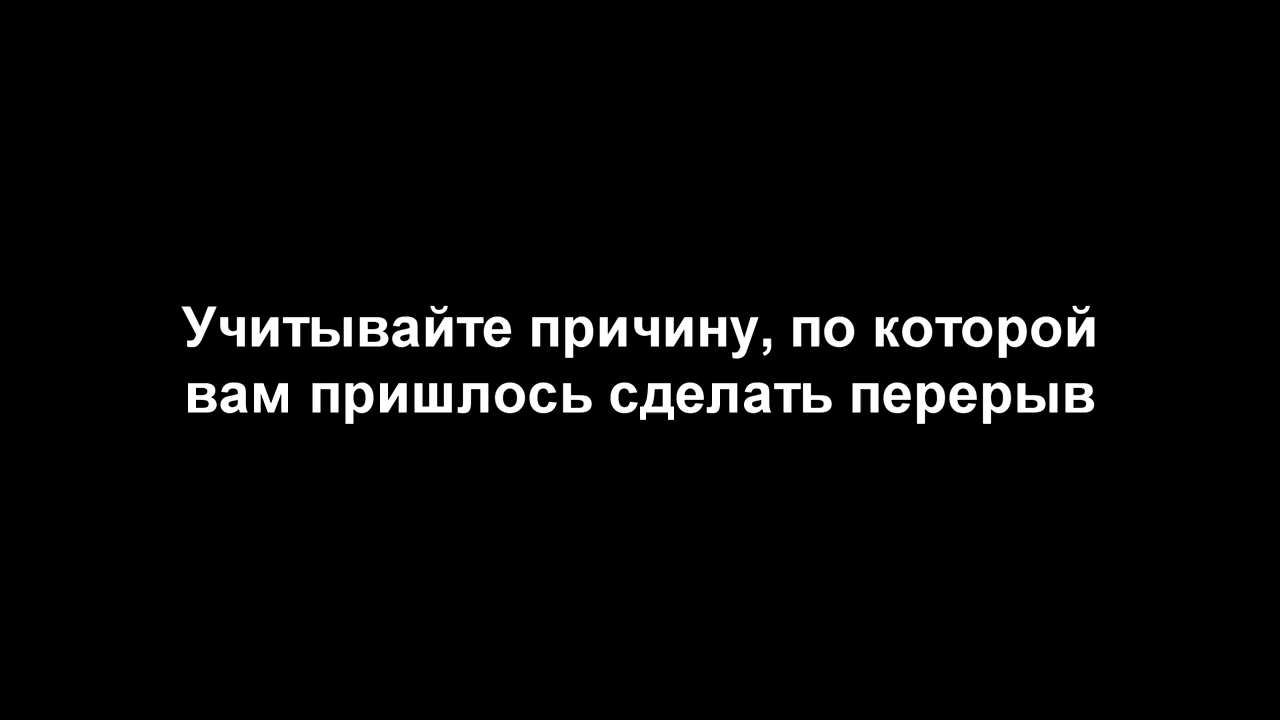 Учитывайте причину, по которой
вам пришлось сделать перерыв